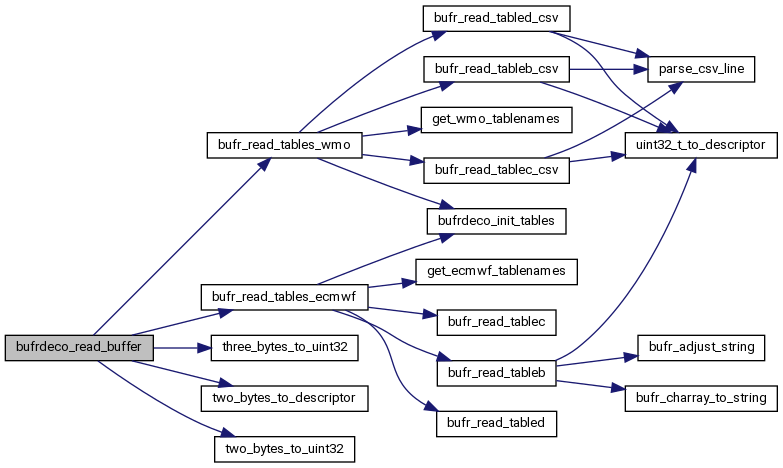 bufr_read_tabled_csv
bufr_read_tableb_csv
parse_csv_line
get_wmo_tablenames
bufr_read_tables_wmo
uint32_t_to_descriptor
bufr_read_tablec_csv
bufrdeco_init_tables
get_ecmwf_tablenames
bufr_read_tables_ecmwf
bufr_read_tablec
bufrdeco_read_buffer
three_bytes_to_uint32
bufr_adjust_string
bufr_read_tableb
two_bytes_to_descriptor
bufr_charray_to_string
bufr_read_tabled
two_bytes_to_uint32